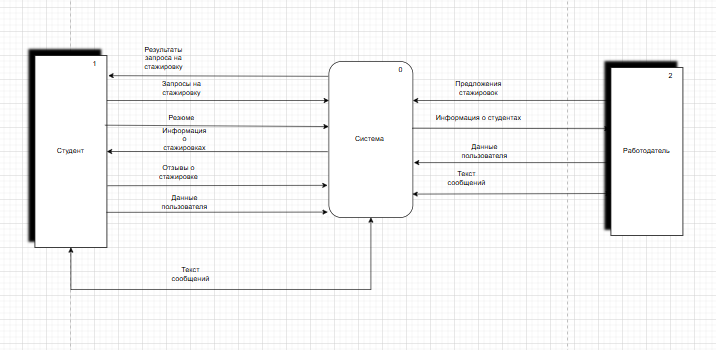 1
Студент
Результаты
запроса на
стажировку
Запросы на
стажировку
Резюме
Информация
о
стажировках
Отзывы о
стажировке
Данные
пользователя
Текст
сообщений
0
Система
Предложения
стажировок
Информация о студентах
Данные
пользователя
Текст
сообщений
2
Работодатель